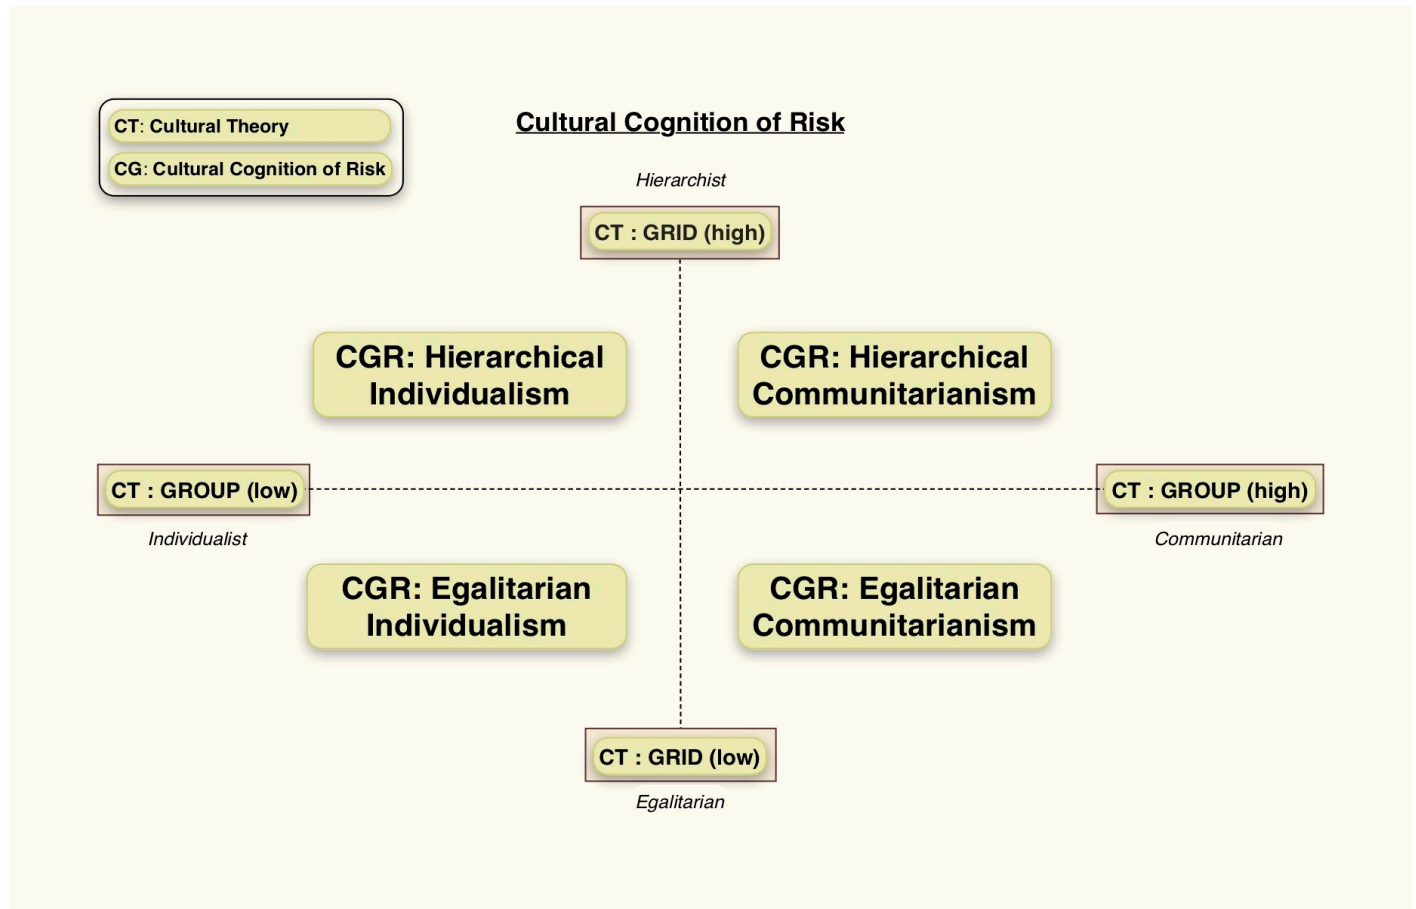 CT: Cultural Theory
CG: Cultural Cognition of Risk
Cultural Cognition of Risk
Hierarchist
CT : GRID (high)
CGR: Hierarchical
Individualism
CGR: Hierarchical
Communitarianism
CT : GROUP (low)
Individualist
CT : GROUP (high)
Communitarian
CGR: Egalitarian
Individualism
CGR: Egalitarian
Communitarianism
CT : GRID (low)
Egalitarian